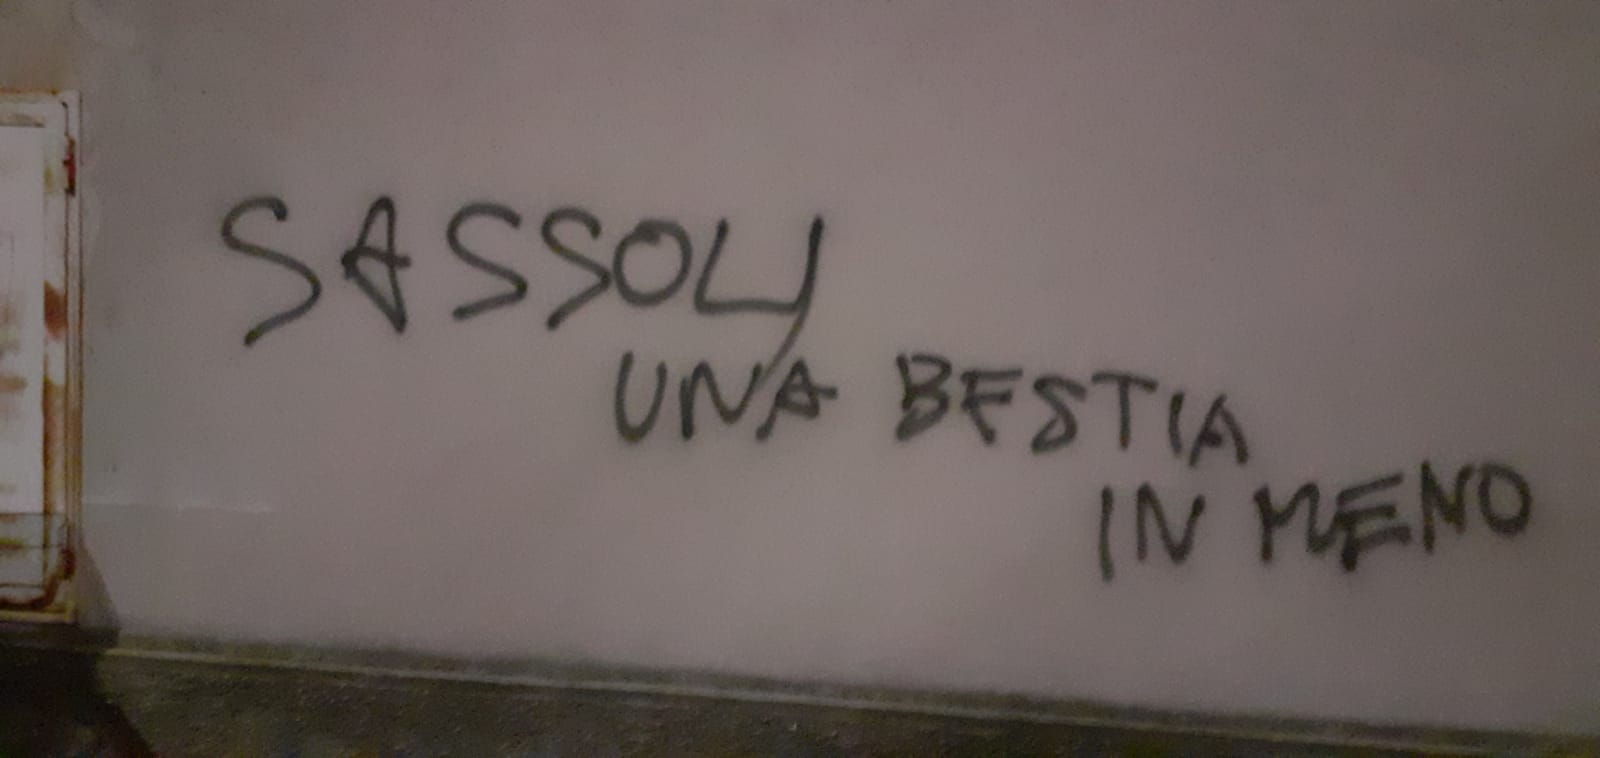 SASSOLI
UNA BESTIA
IN MENO